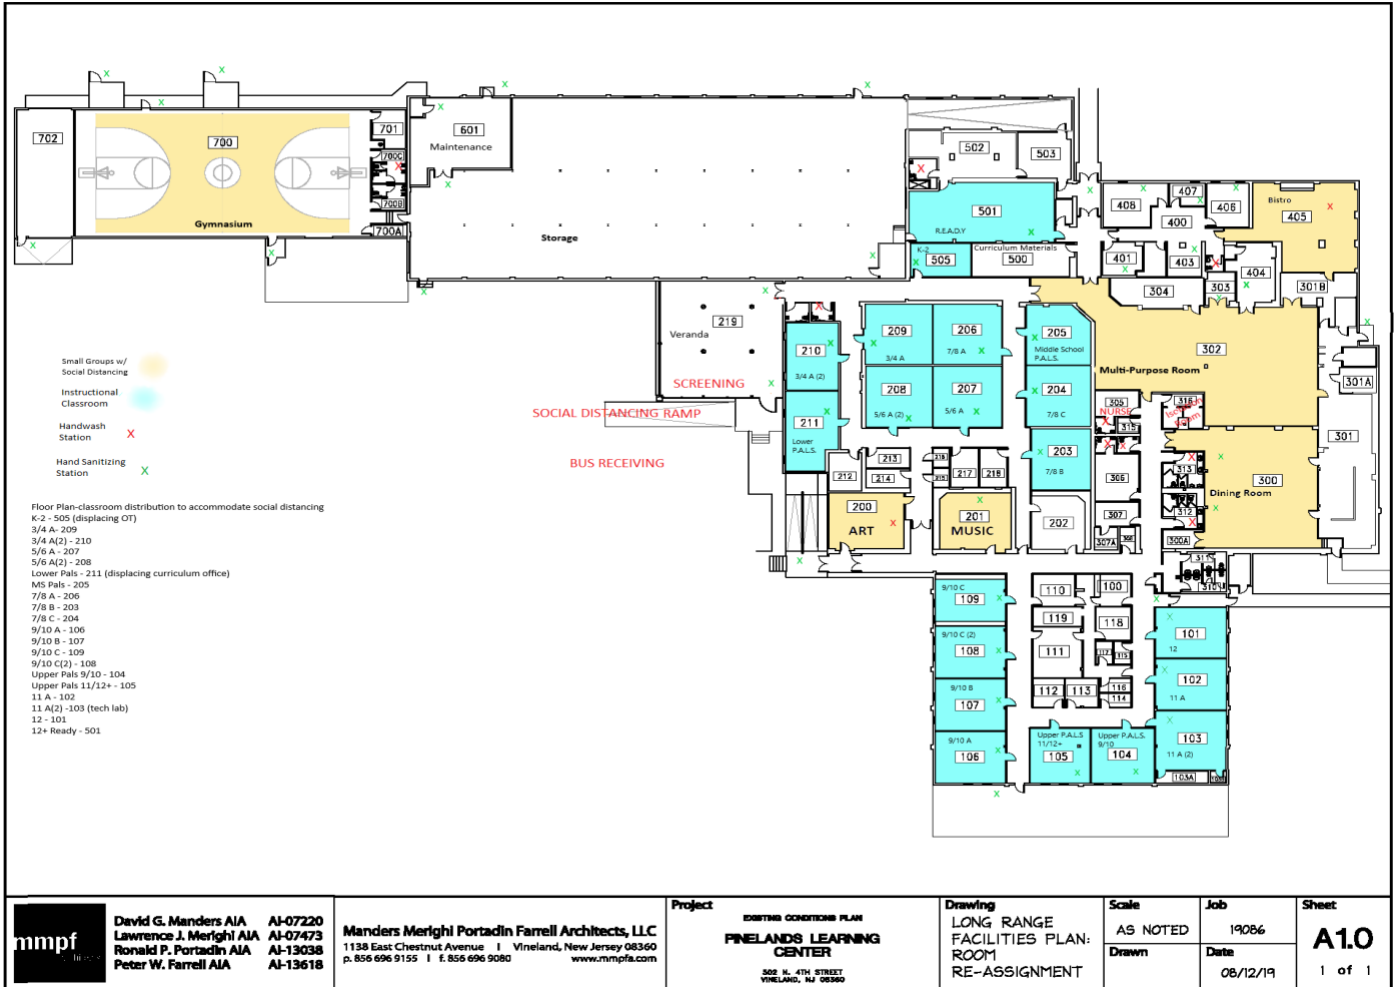 702
700
Gymnasium
701
700C
700B
700A
601
Maintenance
Storage
502
503
501
R.E.A.D.Y
K-2
505
Curriculum Materials
500
408
407
406
400
401
403
404
Bistro
405
304
303
301B
302
Multi-Purpose Room
301A
301
219
Veranda
SCREENING
SOCIAL DISTANCING RAMP
BUS RECEIVING
210
3/4 A (2)
211
Lower
P.A.L.S.
209
3/4 A
206
7/8 A
208
5/6 A (2)
207
5/6 A
205
Middle School
P.A.L.S.
204
7/8 C
203
7/8 B
305
NURSE
315
316
Isolation
Room
306
307
307A
313
312
300A
300
Dining Room
311
310
212
213
214
216
217
218
200
ART
201
MUSIC
202
9/10 C
109
9/10 C (2)
108
9/10 B
107
9/10 A
106
110
100
119
118
111
117
115
112
113
116
114
Upper P.A.L.S
11/12+
105
Upper P.A.L.S.
9/10
104
101
12
102
11 A
103
11 A (2)
103A
Small Groups w/
Social Distancing
Instructional
Classroom
Handwash
Station X
Hand Sanitizing
Station X
Floor Plan-classroom distribution to accommodate social distancing
K-2 - 505 (displacing OT)
3/4 A- 209
3/4 A(2) - 210
5/6 A - 207
5/6 A(2) - 208
Lower Pals - 211 (displacing curriculum office)
MS Pals - 205
7/8 A - 206
7/8 B - 203
7/8 C - 204
9/10 A - 106
9/10 B - 107
9/10 C - 109
9/10 C(2) - 108
Upper Pals 9/10 - 104
Upper Pals 11/12+ - 105
11 A - 102
11 A(2) -103 (tech lab)
12 - 101
12+ Ready - 501
mmpf
David G. Manders AIA AI-07220
Lawrence J. Merighi AIA AI-07473
Ronald P. Portadin AIA AI-13038
Peter W. Farrell AIA AI-13618
Manders Merighi Portadin Farrell Architects, LLC
1138 East Chestnut Avenue I Vineland, New Jersey 08360
p. 856 696 9155 I f. 856 696 9080 www.mmpfa.com
Project
EXISTING CONDITIONS PLAN
PINELANDS LEARNING
CENTER
502 N. 4TH STREET
VINELAND, NJ 08360
Drawing
LONG RANGE
FACILITIES PLAN:
ROOM
RE-ASSIGNMENT
Scale
AS NOTED
Drawn
Job
19086
Date
08/12/19
Sheet
A1.0
1 of 1